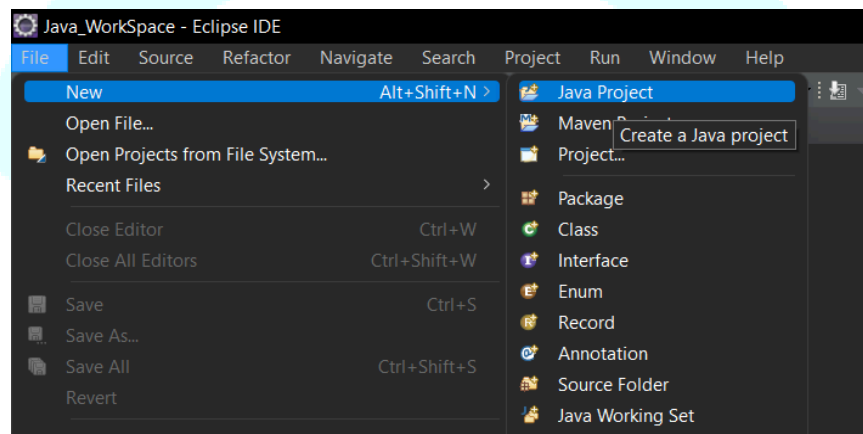 Java_WorkSpace - Eclipse IDE
File Edit Source Refactor Navigate Search Project Run Window Help
New Alt+Shift+N >
Open File...
Open Projects from File System...
Recent Files >
Close Editor Ctrl+W
Close All Editors Ctrl+Shift+W
Save Ctrl+S
Save As...
Save All Ctrl+Shift+S
Revert
Java Project
Maven
Create a Java project
Project...
Package
Class
Interface
Enum
Record
Annotation
Source Folder
Java Working Set